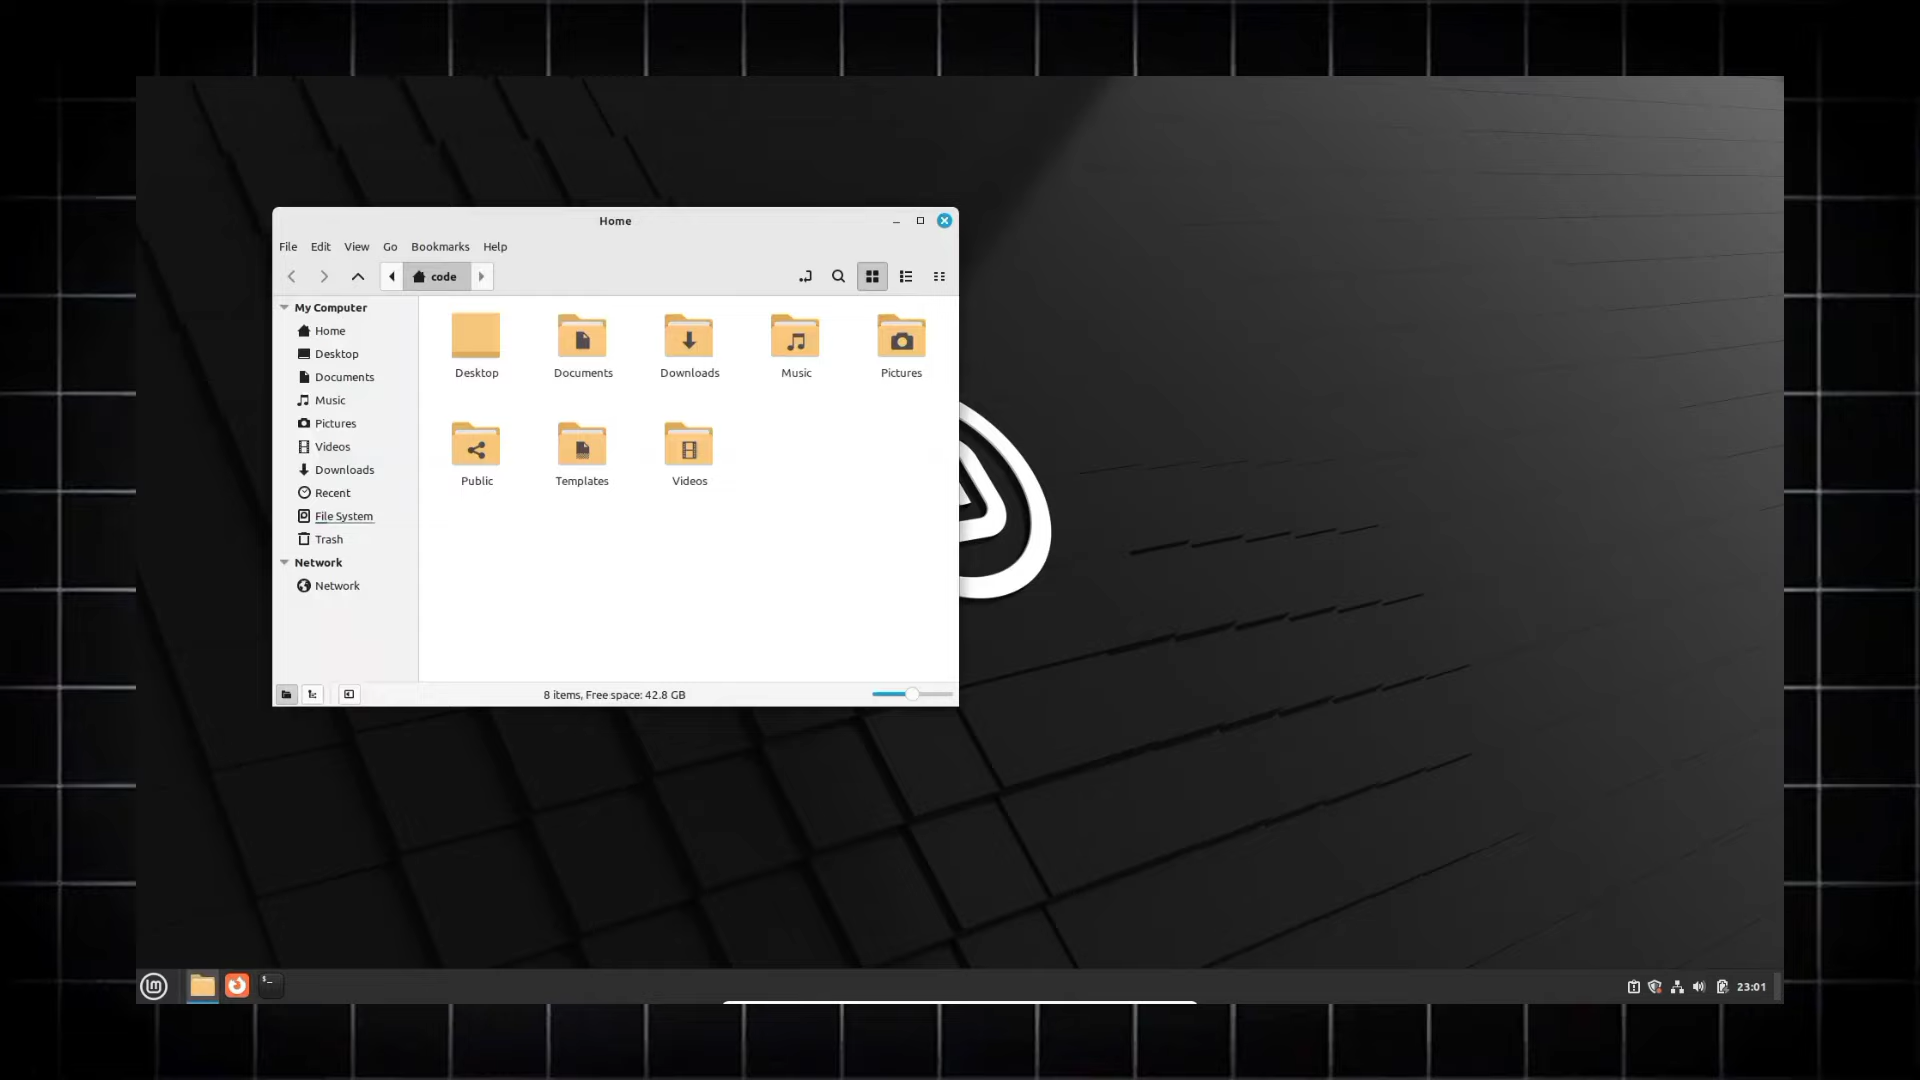 Home
File Edit View Go Bookmarks Help
code
My Computer
Home
Desktop
Documents
Music
Pictures
Videos
Downloads
Recent
File System
Trash
Network
Network
Desktop Documents Downloads Music Pictures
Public Templates Videos
8 items, Free space: 42.8 GB
23:01